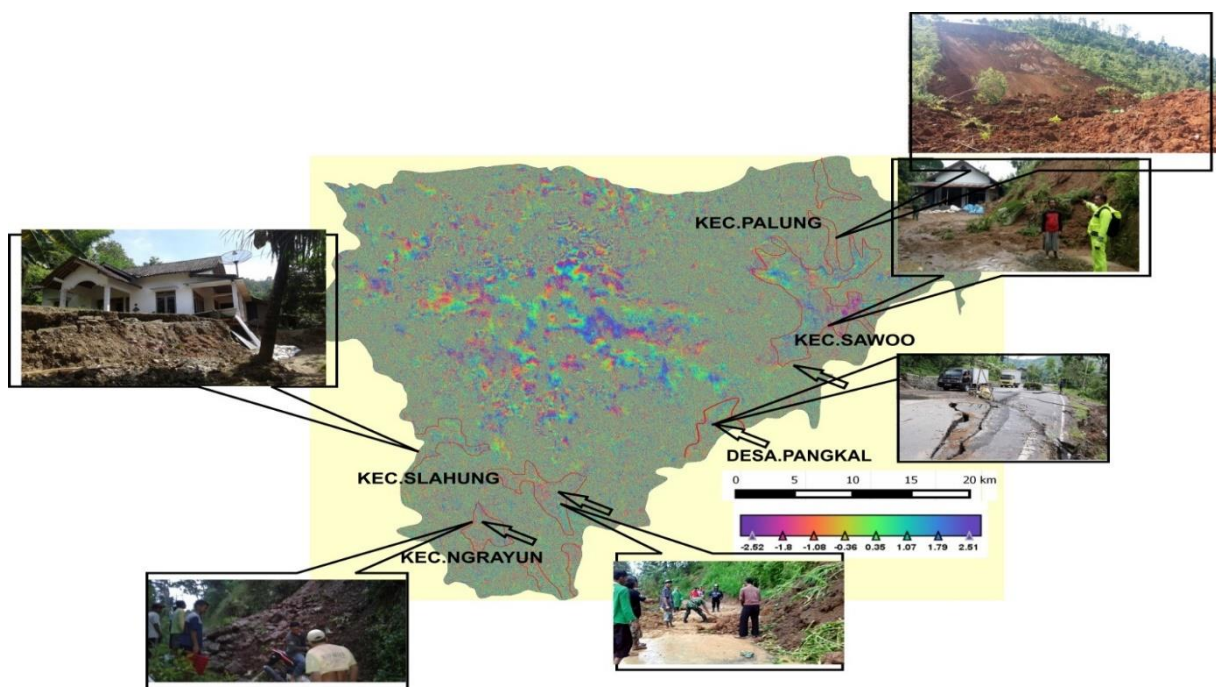 KEC.PALUNG
KEC.SAWOO
DESA.PANGKAL
KEC.SLAHUNG
KEC.NGRAYUN
0 5 10 15 20 km
-2.52 -1.8 -1.08 -0.36 0.35 1.07 1.79 2.51